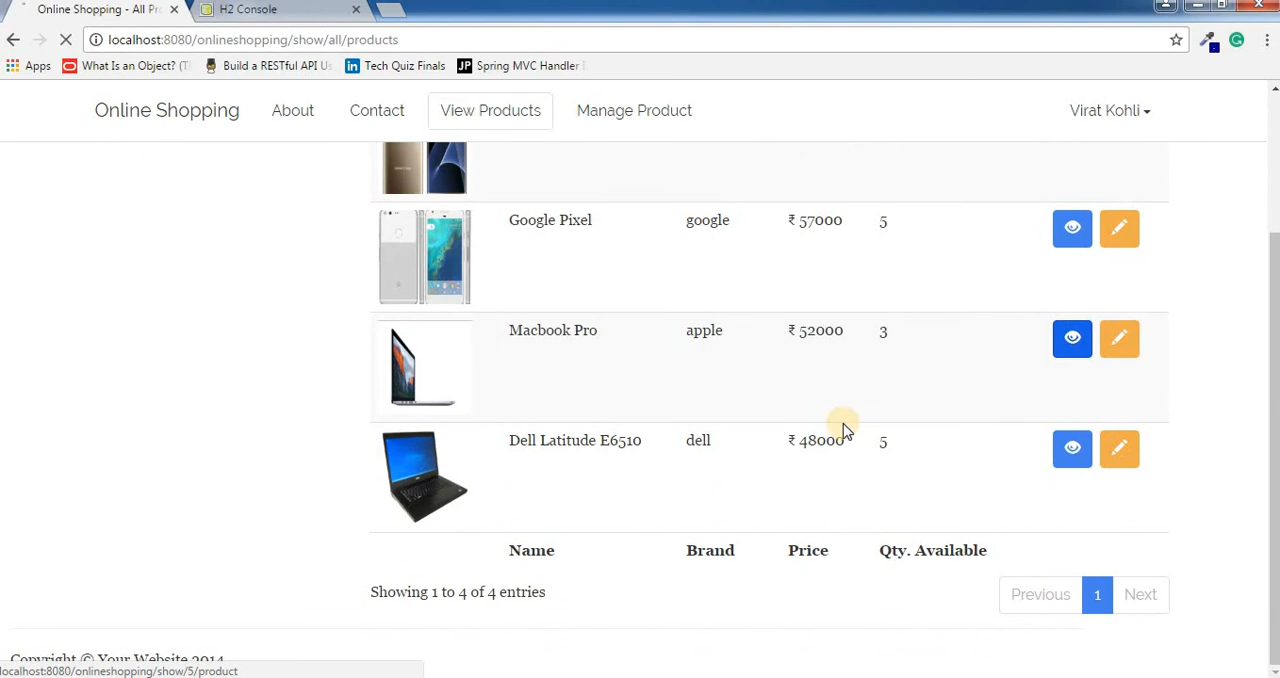 Online Shopping - All Pr
H2 Console
localhost:8080/onlineshopping/show/all/products
Apps What Is an Object? (T Build a RESTful API Us Tech Quiz Finals JP Spring MVC Handler
Online Shopping About Contact View Products Manage Product Virat Kohli
Google Pixel google ₹ 57000 5
Macbook Pro apple ₹ 52000 3
Dell Latitude E6510 dell ₹ 48000 5
Name Brand Price Qty. Available
Showing 1 to 4 of 4 entries Previous 1 Next
Copyright © Your Website 2014
localhost:8080/onlineshopping/show/5/product